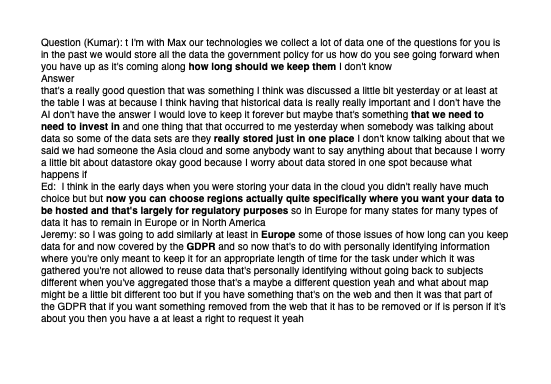 Question (Kumar): t I'm with Max our technologies we collect a lot of data one of the questions for you is
in the past we would store all the data the government policy for us how do you see going forward when
you have up as it's coming along how long should we keep them I don't know
Answer
that's a really good question that was something I think was discussed a little bit yesterday or at least at
the table I was at because I think having that historical data is really really important and I don't have the
AI don't have the answer I would love to keep it forever but maybe that's something that we need to
need to invest in and one thing that that occurred to me yesterday when somebody was talking about
data so some of the data sets are they really stored just in one place I don't know talking about that we
said we had someone the Asia cloud and some anybody want to say anything about that because I worry
a little bit about datastore okay good because I worry about data stored in one spot because what
happens if
Ed:  I think in the early days when you were storing your data in the cloud you didn't really have much
choice but but now you can choose regions actually quite specifically where you want your data to
be hosted and that's largely for regulatory purposes so in Europe for many states for many types of
data it has to remain in Europe or in North America
Jeremy: so I was going to add similarly at least in Europe some of those issues of how long can you keep
data for and now covered by the GDPR and so now that's to do with personally identifying information
where you're only meant to keep it for an appropriate length of time for the task under which it was
gathered you're not allowed to reuse data that's personally identifying without going back to subjects
different when you've aggregated those that's a maybe a different question yeah and what about map
might be a little bit different too but if you have something that's on the web and then it was that part of
the GDPR that if you want something removed from the web that it has to be removed or if is person if it's
about you then you have a at least a right to request it yeah